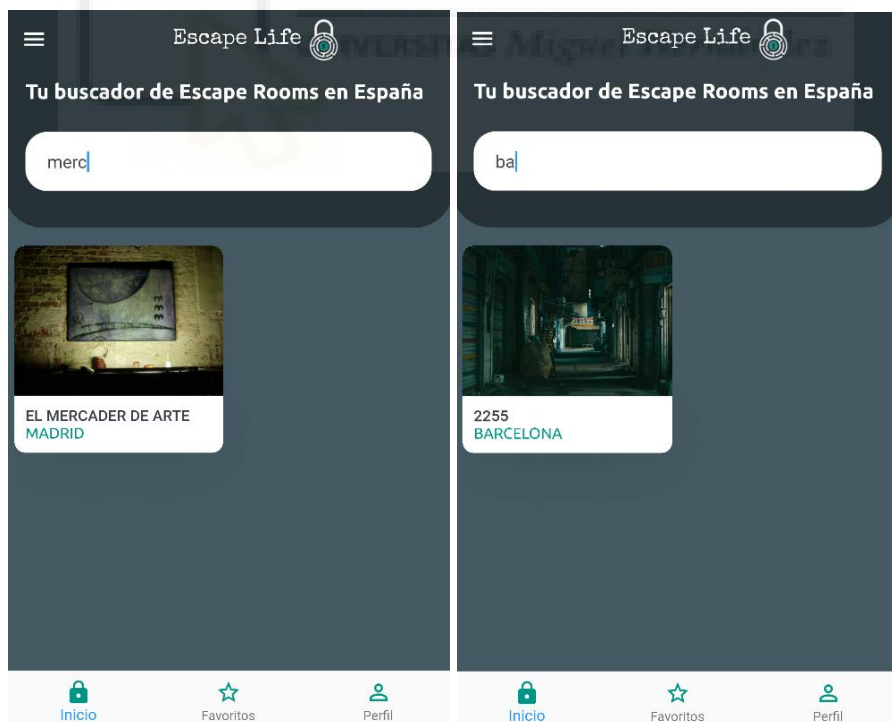 Escape Life
Tu buscador de Escape Rooms en España
merc
EL MERCADER DE ARTE
MADRID
Inicio
Favoritos
Perfil
Escape Life
Tu buscador de Escape Rooms en España
ba
2255
BARCELONA
Inicio
Favoritos
Perfil